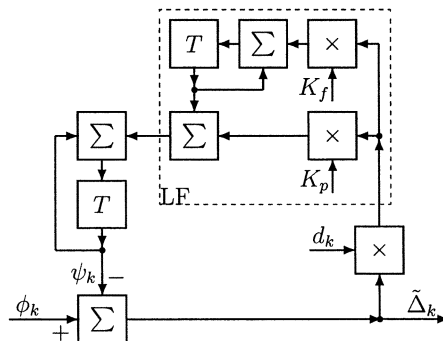 T Σ ×
K_f
Σ Σ ×
LF K_p
T
d_k ×
ψ_k −
ϕ_k + Σ Δ̃_k